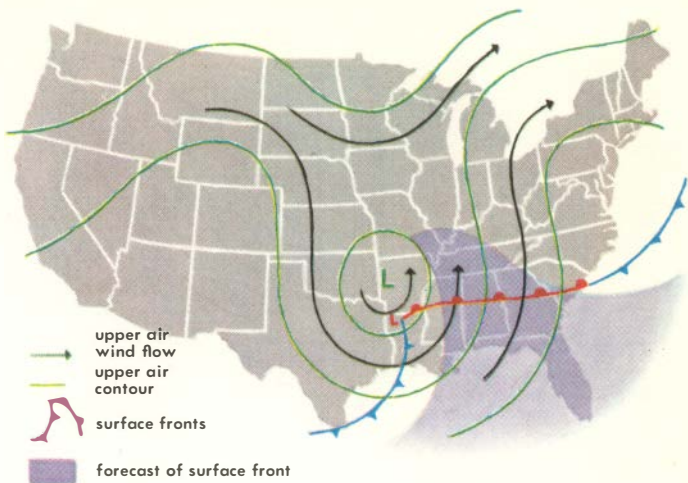 L
L
upper air
wind flow
upper air
contour
surface fronts
forecast of surface front